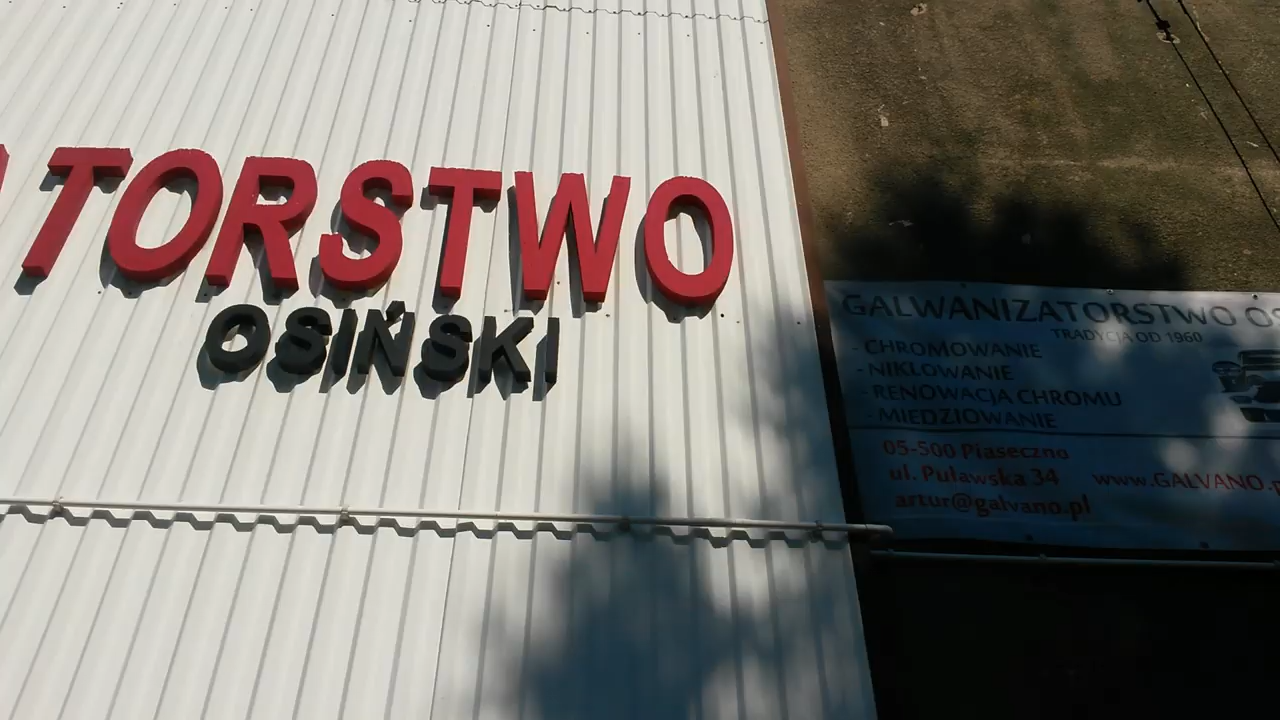 TORSTWO
OSIŃSKI
GALWANIZATORSTWO OS
TRADYCJA OD 1960
- CHROMOWANIE
- NIKLOWANIE
- RENOWACJA CHROMU
- MIEDZIOWANIE
05-500 Piaseczno
ul. Puławska 34 www.GALVANO.p
artur@galvano.pl